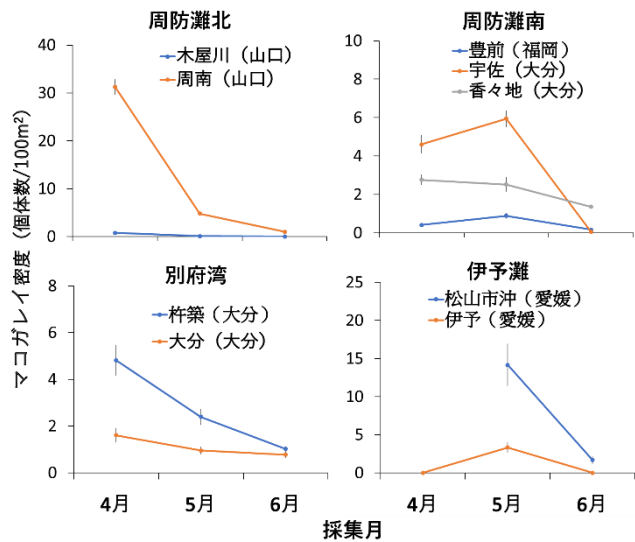 周防灘北
40
30
20
10
0
木屋川（山口）
周南（山口）
周防灘南
10
8
6
4
2
0
豊前（福岡）
宇佐（大分）
香々地（大分）
マコガレイ密度（個体数/100m²）
別府湾
8
6
4
2
0
杵築（大分）
大分（大分）
4月 5月 6月
伊予灘
25
20
15
10
5
0
松山市沖（愛媛）
伊予（愛媛）
4月 5月 6月
採集月